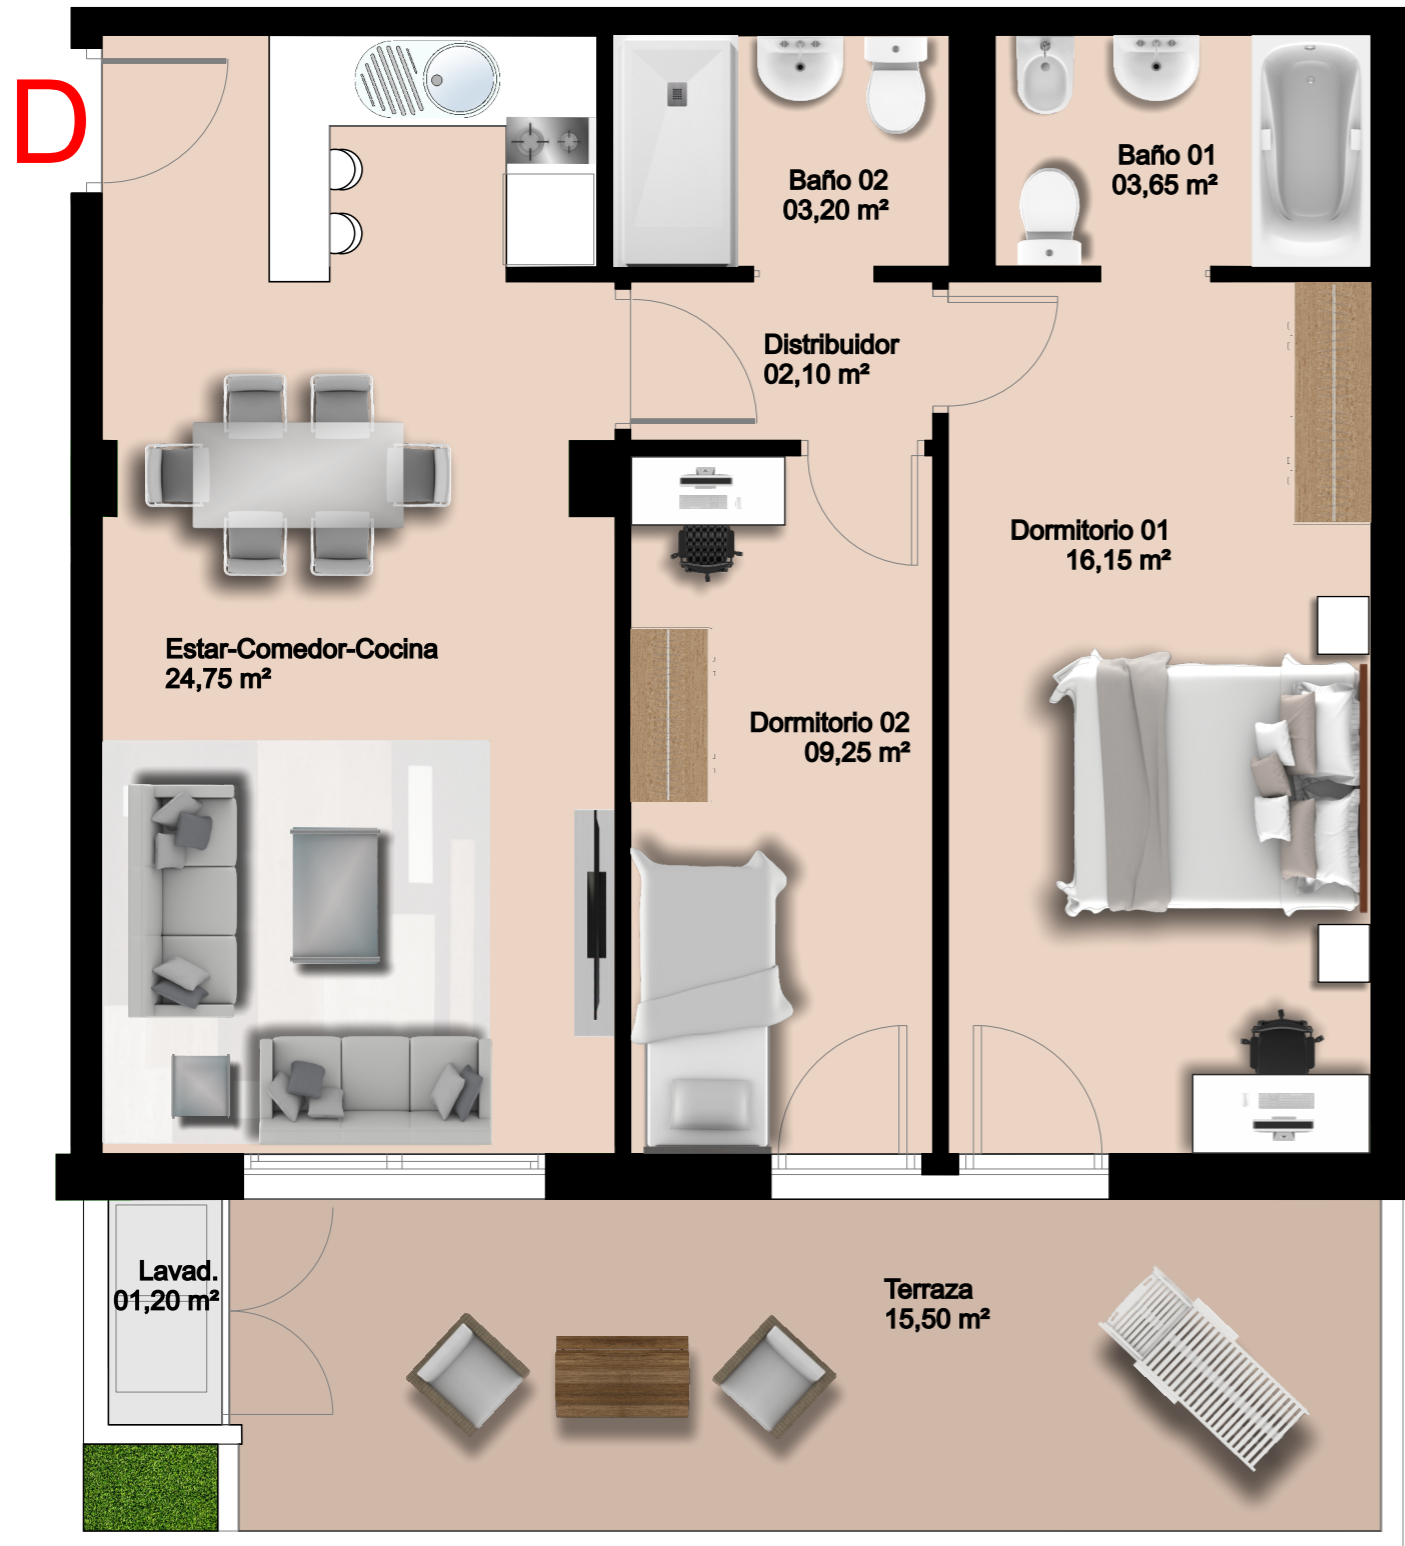 D
Baño 02
03,20 m²
Baño 01
03,65 m²
Distribuidor
02,10 m²
Dormitorio 01
16,15 m²
Estar-Comedor-Cocina
24,75 m²
Dormitorio 02
09,25 m²
Lavad.
01,20 m²
Terraza
15,50 m²